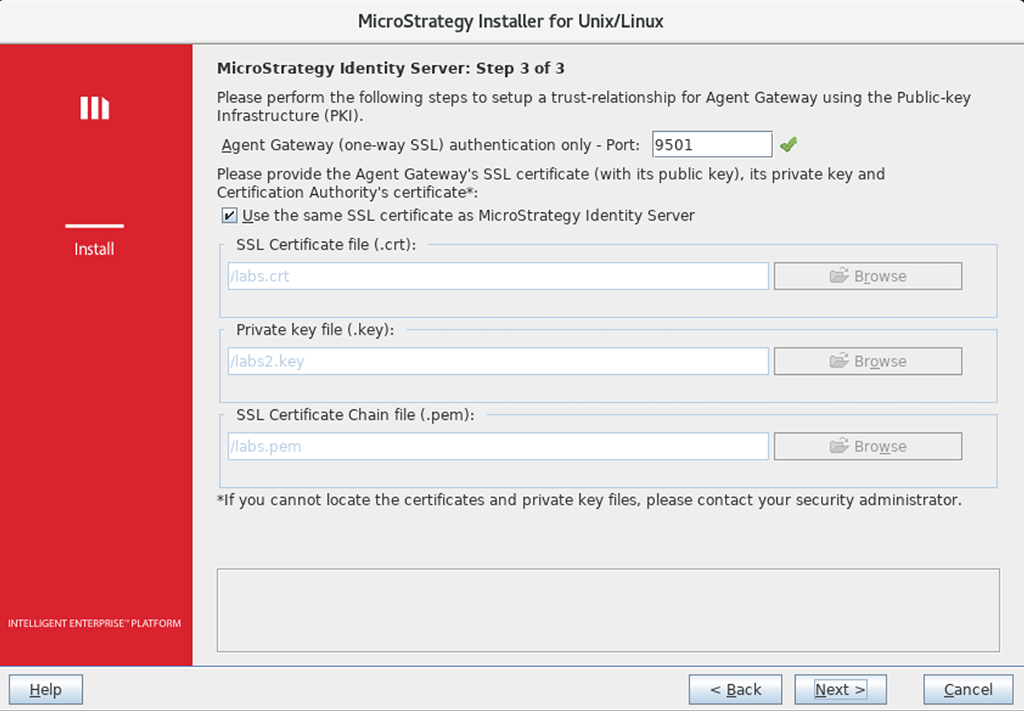 MicroStrategy Installer for Unix/Linux
Install
INTELLIGENT ENTERPRISE™ PLATFORM
MicroStrategy Identity Server: Step 3 of 3
Please perform the following steps to setup a trust-relationship for Agent Gateway using the Public-key
Infrastructure (PKI).
Agent Gateway (one-way SSL) authentication only - Port: 9501
Please provide the Agent Gateway's SSL certificate (with its public key), its private key and
Certification Authority's certificate*:
Use the same SSL certificate as MicroStrategy Identity Server
SSL Certificate file (.crt):
/labs.crt Browse
Private key file (.key):
/labs2.key Browse
SSL Certificate Chain file (.pem):
/labs.pem Browse
*If you cannot locate the certificates and private key files, please contact your security administrator.
Help < Back Next > Cancel